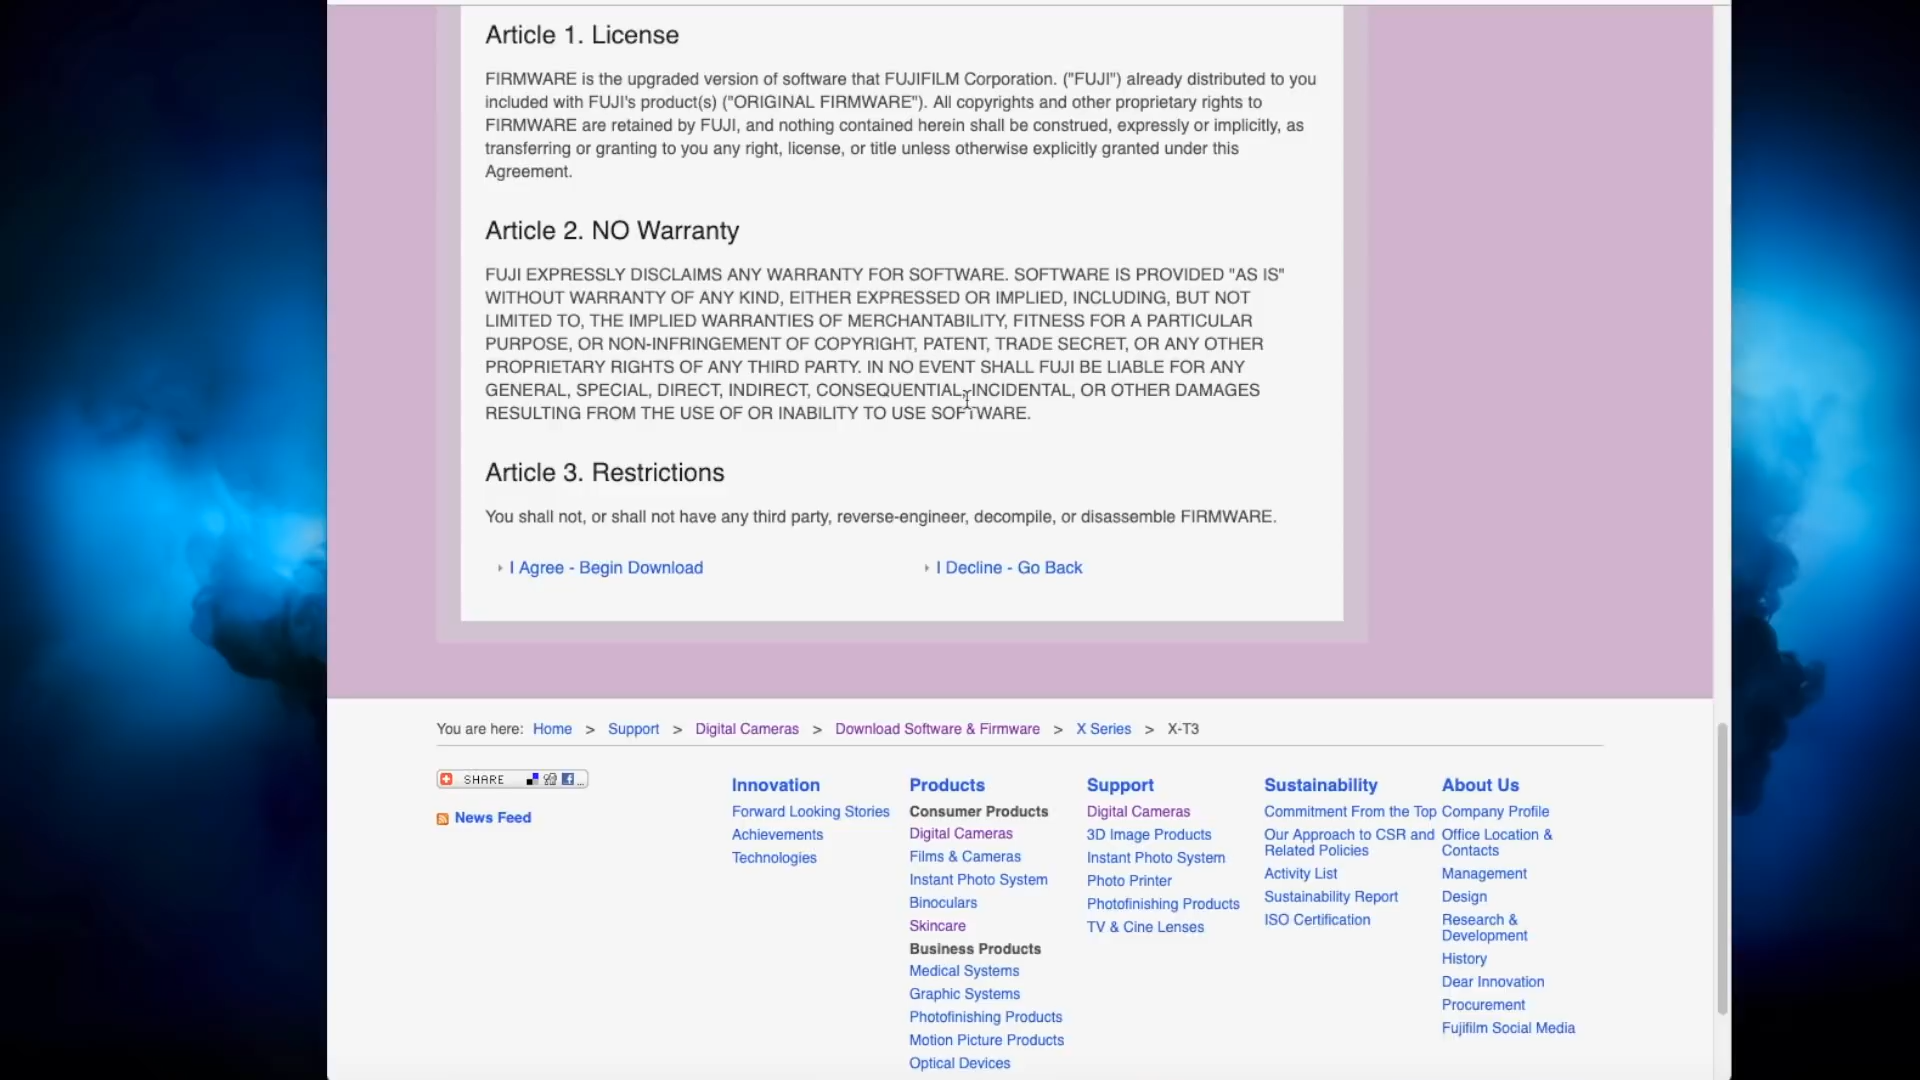 Article 1. License
FIRMWARE is the upgraded version of software that FUJIFILM Corporation. ("FUJI") already distributed to you
included with FUJI's product(s) ("ORIGINAL FIRMWARE"). All copyrights and other proprietary rights to
FIRMWARE are retained by FUJI, and nothing contained herein shall be construed, expressly or implicitly, as
transferring or granting to you any right, license, or title unless otherwise explicitly granted under this
Agreement.
Article 2. NO Warranty
FUJI EXPRESSLY DISCLAIMS ANY WARRANTY FOR SOFTWARE. SOFTWARE IS PROVIDED "AS IS"
WITHOUT WARRANTY OF ANY KIND, EITHER EXPRESSED OR IMPLIED, INCLUDING, BUT NOT
LIMITED TO, THE IMPLIED WARRANTIES OF MERCHANTABILITY, FITNESS FOR A PARTICULAR
PURPOSE, OR NON-INFRINGEMENT OF COPYRIGHT, PATENT, TRADE SECRET, OR ANY OTHER
PROPRIETARY RIGHTS OF ANY THIRD PARTY. IN NO EVENT SHALL FUJI BE LIABLE FOR ANY
GENERAL, SPECIAL, DIRECT, INDIRECT, CONSEQUENTIAL, INCIDENTAL, OR OTHER DAMAGES
RESULTING FROM THE USE OF OR INABILITY TO USE SOFTWARE.
Article 3. Restrictions
You shall not, or shall not have any third party, reverse-engineer, decompile, or disassemble FIRMWARE.
I Agree - Begin Download
I Decline - Go Back
You are here: Home > Support > Digital Cameras > Download Software & Firmware > X Series > X-T3
SHARE ...
News Feed
Innovation
Forward Looking Stories
Achievements
Technologies
Products
Consumer Products
Digital Cameras
Films & Cameras
Instant Photo System
Binoculars
Skincare
Business Products
Medical Systems
Graphic Systems
Photofinishing Products
Motion Picture Products
Optical Devices
Support
Digital Cameras
3D Image Products
Instant Photo System
Photo Printer
Photofinishing Products
TV & Cine Lenses
Sustainability
Commitment From the Top
Our Approach to CSR and
Related Policies
Activity List
Sustainability Report
ISO Certification
About Us
Company Profile
Office Location &
Contacts
Management
Design
Research &
Development
History
Dear Innovation
Procurement
Fujifilm Social Media